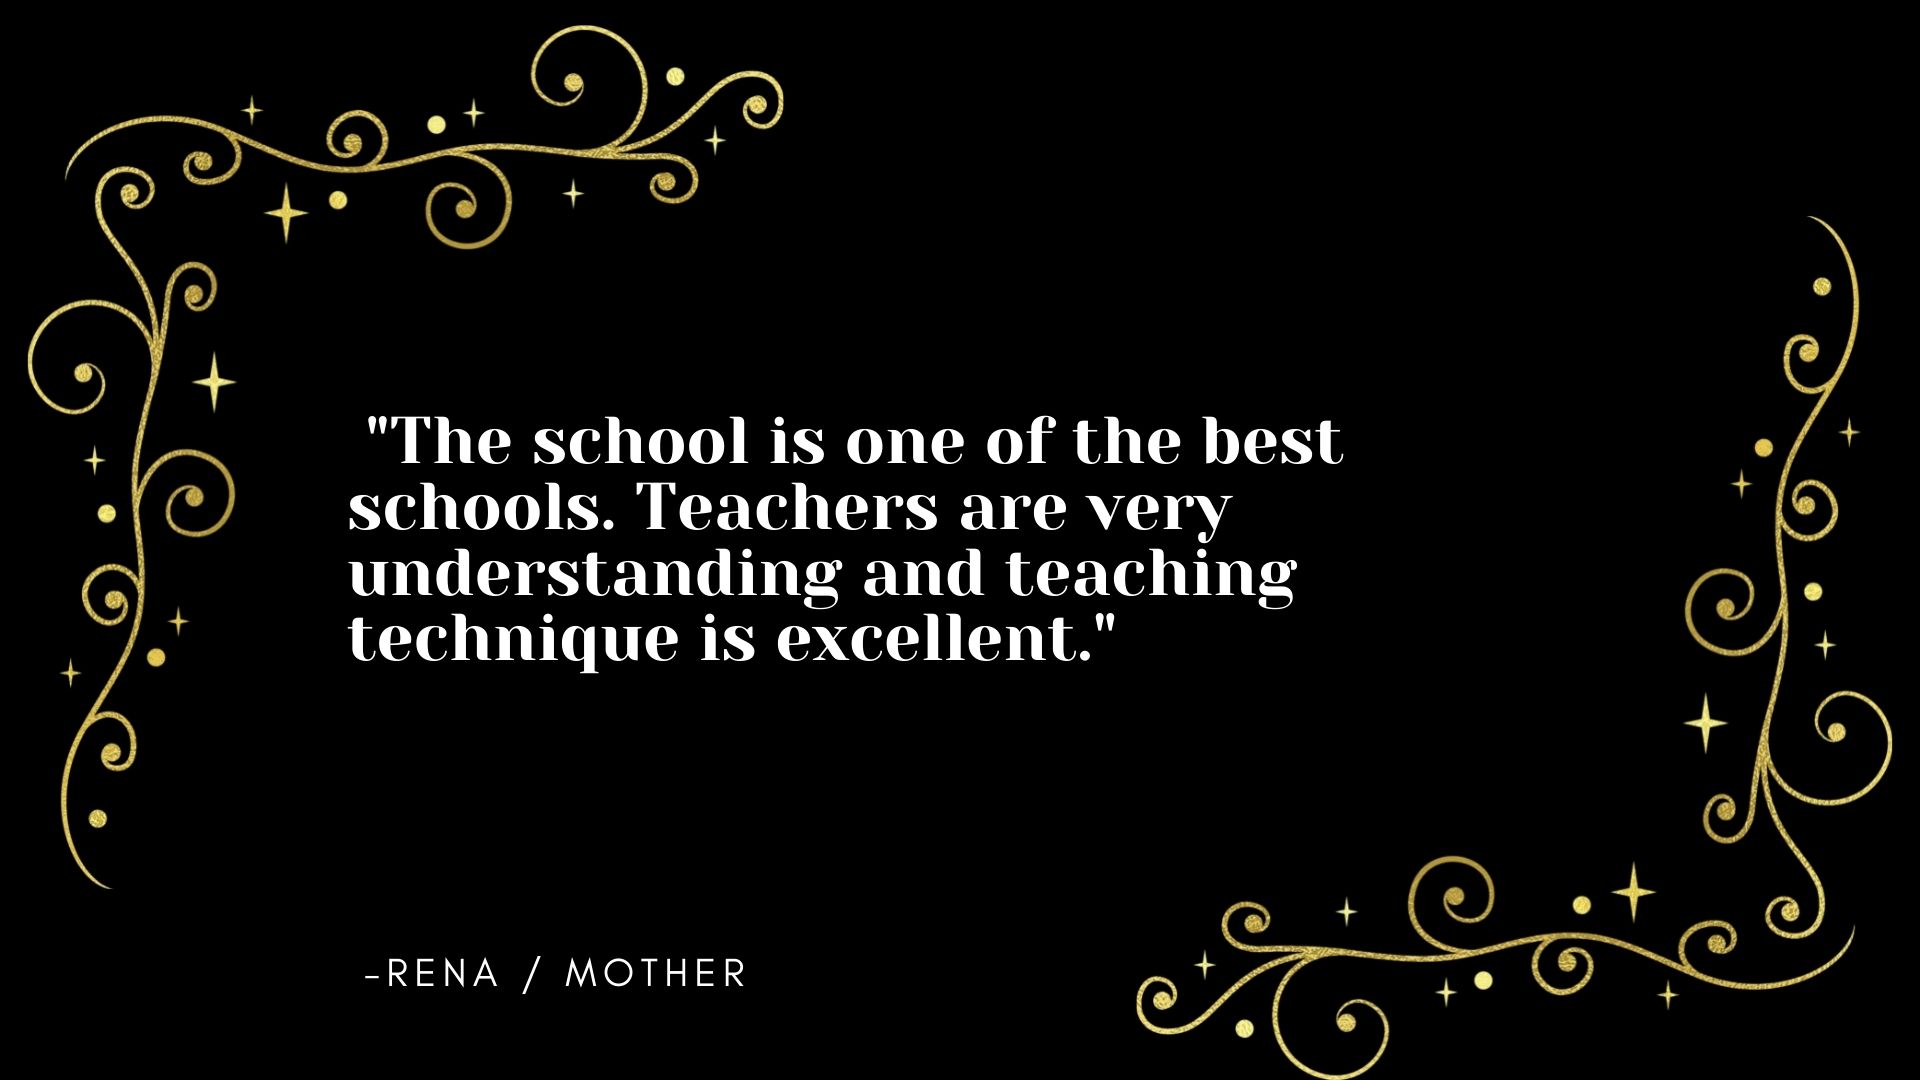 "The school is one of the best
schools. Teachers are very
understanding and teaching
technique is excellent."
-RENA / MOTHER